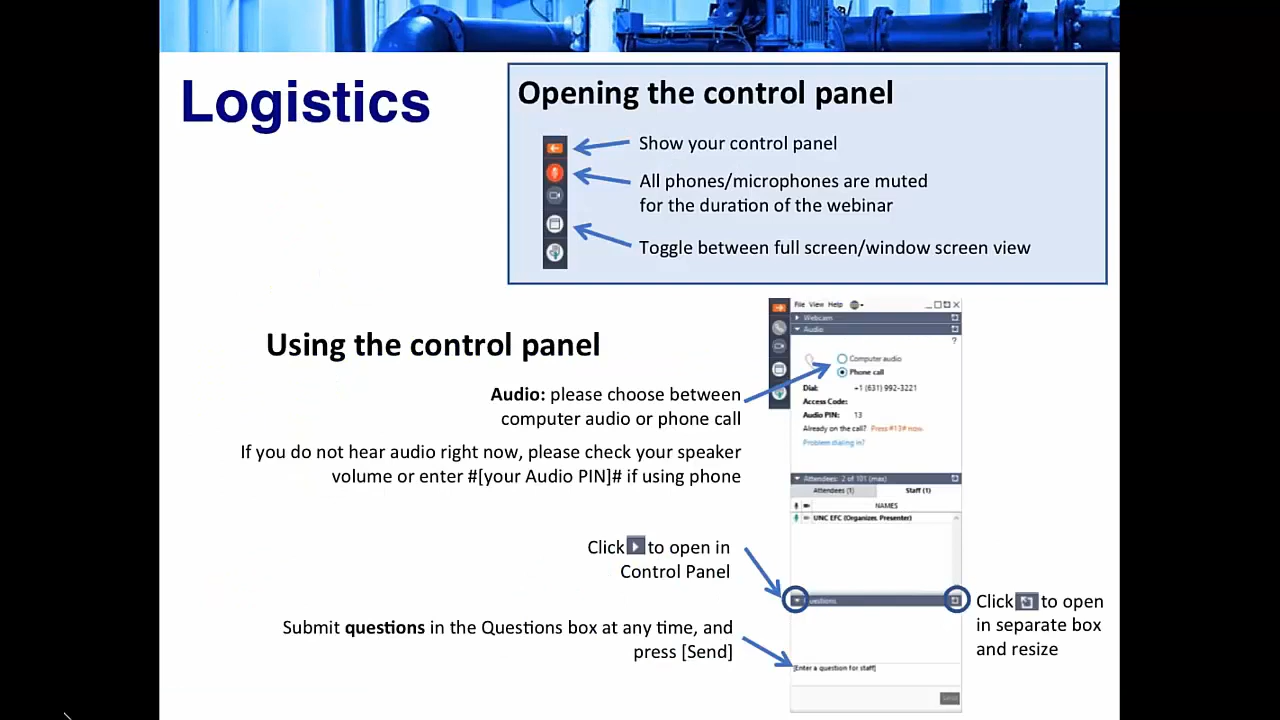 Logistics
Opening the control panel
Show your control panel
All phones/microphones are muted
for the duration of the webinar
Toggle between full screen/window screen view
Using the control panel
Audio: please choose between
computer audio or phone call
If you do not hear audio right now, please check your speaker
volume or enter #[your Audio PIN]# if using phone
Click to open in
Control Panel
Submit questions in the Questions box at any time, and
press [Send]
File View Help
Webcam
Audio
?
Computer audio
Phone call
Dial: +1 (631) 992-3221
Access Code:
Audio PIN: 13
Already on the call? Press #13# now.
Problem dialing in?
Attendees: 2 of 101 (max)
Attendees (1) Staff (1)
NAMES
UNC EFC (Organizer, Presenter)
Questions
[Enter a question for staff]
Send
Click to open
in separate box
and resize